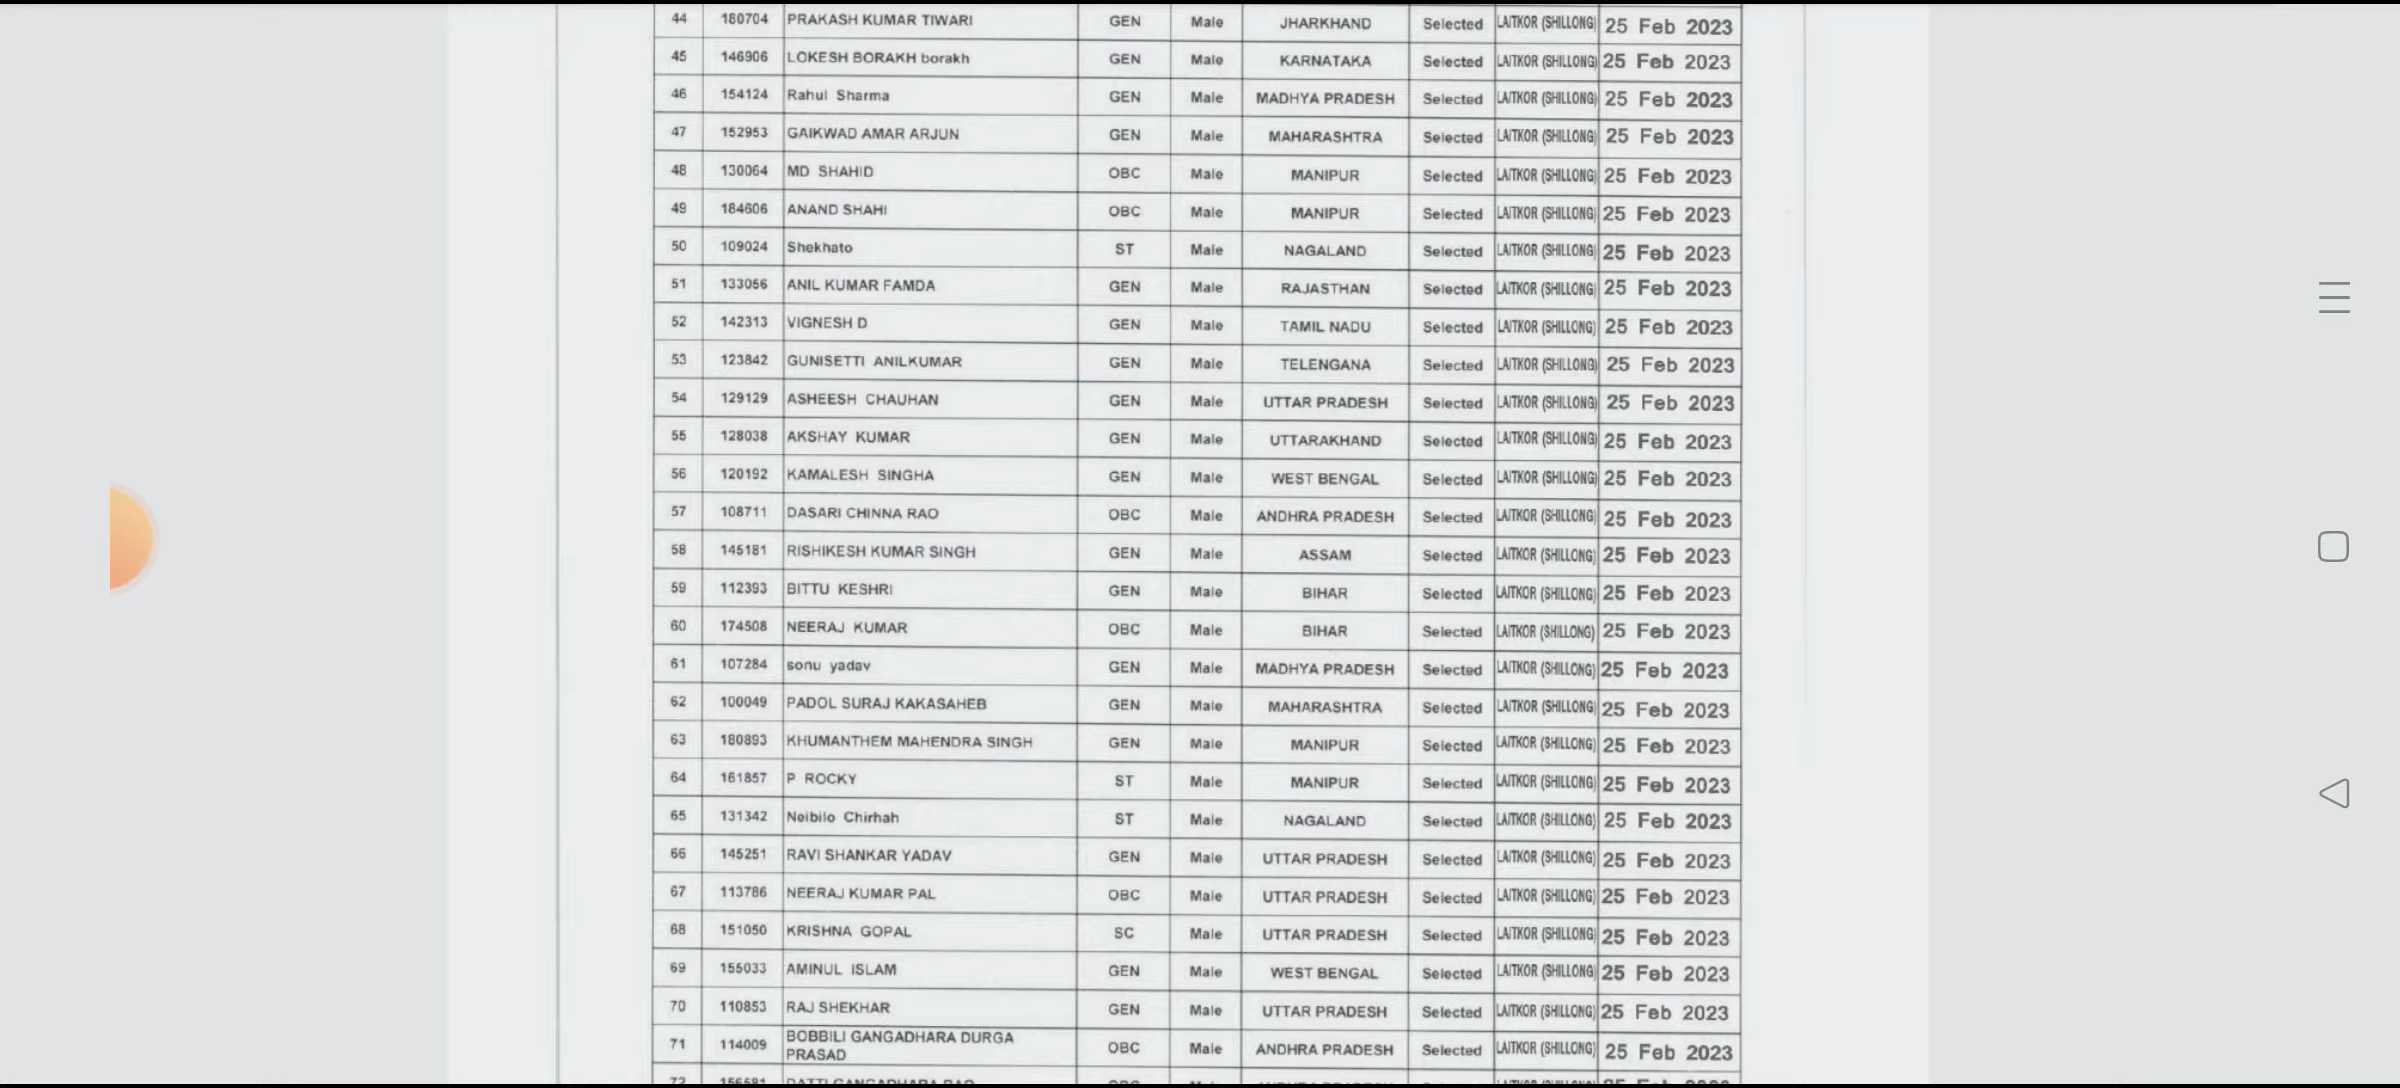 44 180704 PRAKASH KUMAR TIWARI GEN Male JHARKHAND Selected LAITKOR (SHILLONG) 25 Feb 2023
45 146906 LOKESH BORAKH borakh GEN Male KARNATAKA Selected LAITKOR (SHILLONG) 25 Feb 2023
46 154124 Rahul Sharma GEN Male MADHYA PRADESH Selected LAITKOR (SHILLONG) 25 Feb 2023
47 152953 GAIKWAD AMAR ARJUN GEN Male MAHARASHTRA Selected LAITKOR (SHILLONG) 25 Feb 2023
48 130064 MD SHAHID OBC Male MANIPUR Selected LAITKOR (SHILLONG) 25 Feb 2023
49 184606 ANAND SHAHI OBC Male MANIPUR Selected LAITKOR (SHILLONG) 25 Feb 2023
50 109024 Shekhato ST Male NAGALAND Selected LAITKOR (SHILLONG) 25 Feb 2023
51 133056 ANIL KUMAR FAMDA GEN Male RAJASTHAN Selected LAITKOR (SHILLONG) 25 Feb 2023
52 142313 VIGNESH D GEN Male TAMIL NADU Selected LAITKOR (SHILLONG) 25 Feb 2023
53 123842 GUNISETTI ANILKUMAR GEN Male TELENGANA Selected LAITKOR (SHILLONG) 25 Feb 2023
54 129129 ASHEESH CHAUHAN GEN Male UTTAR PRADESH Selected LAITKOR (SHILLONG) 25 Feb 2023
55 128038 AKSHAY KUMAR GEN Male UTTARAKHAND Selected LAITKOR (SHILLONG) 25 Feb 2023
56 120192 KAMALESH SINGHA GEN Male WEST BENGAL Selected LAITKOR (SHILLONG) 25 Feb 2023
57 108711 DASARI CHINNA RAO OBC Male ANDHRA PRADESH Selected LAITKOR (SHILLONG) 25 Feb 2023
58 145181 RISHIKESH KUMAR SINGH GEN Male ASSAM Selected LAITKOR (SHILLONG) 25 Feb 2023
59 112393 BITTU KESHRI GEN Male BIHAR Selected LAITKOR (SHILLONG) 25 Feb 2023
60 174508 NEERAJ KUMAR OBC Male BIHAR Selected LAITKOR (SHILLONG) 25 Feb 2023
61 107284 sonu yadav GEN Male MADHYA PRADESH Selected LAITKOR (SHILLONG) 25 Feb 2023
62 100049 PADOL SURAJ KAKASAHEB GEN Male MAHARASHTRA Selected LAITKOR (SHILLONG) 25 Feb 2023
63 180893 KHUMANTHEM MAHENDRA SINGH GEN Male MANIPUR Selected LAITKOR (SHILLONG) 25 Feb 2023
64 161857 P ROCKY ST Male MANIPUR Selected LAITKOR (SHILLONG) 25 Feb 2023
65 131342 Neibilo Chirhah ST Male NAGALAND Selected LAITKOR (SHILLONG) 25 Feb 2023
66 145251 RAVI SHANKAR YADAV GEN Male UTTAR PRADESH Selected LAITKOR (SHILLONG) 25 Feb 2023
67 113786 NEERAJ KUMAR PAL OBC Male UTTAR PRADESH Selected LAITKOR (SHILLONG) 25 Feb 2023
68 151050 KRISHNA GOPAL SC Male UTTAR PRADESH Selected LAITKOR (SHILLONG) 25 Feb 2023
69 155033 AMINUL ISLAM GEN Male WEST BENGAL Selected LAITKOR (SHILLONG) 25 Feb 2023
70 110853 RAJ SHEKHAR GEN Male UTTAR PRADESH Selected LAITKOR (SHILLONG) 25 Feb 2023
71 114009 BOBBILI GANGADHARA DURGA
PRASAD OBC Male ANDHRA PRADESH Selected LAITKOR (SHILLONG) 25 Feb 2023
72